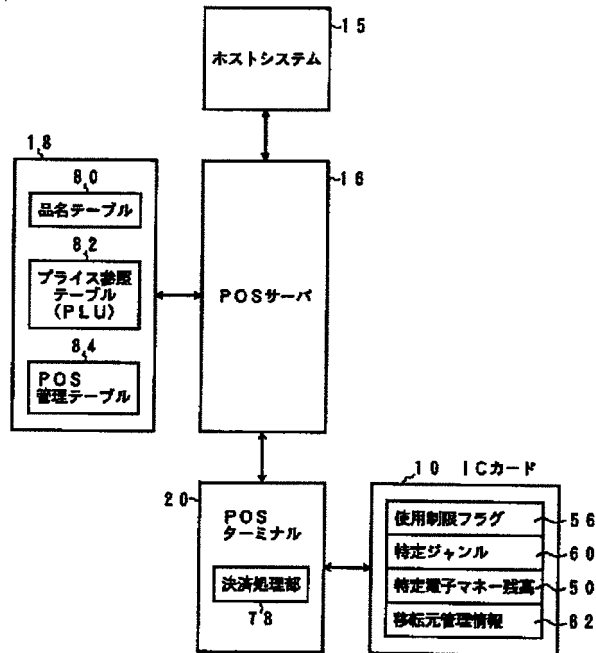 １５
ホストシステム
１８
８０
品名テーブル
８２
プライス参照
テーブル
(ＰＬＵ)
８４
ＰＯＳ
管理テーブル
１６
ＰＯＳサーバ
２０
ＰＯＳ
ターミナル
決済処理部
７８
１０ ＩＣカード
使用制限フラグ
５６
特定ジャンル
６０
特定電子マネー残高
５０
移転元管理情報
６２